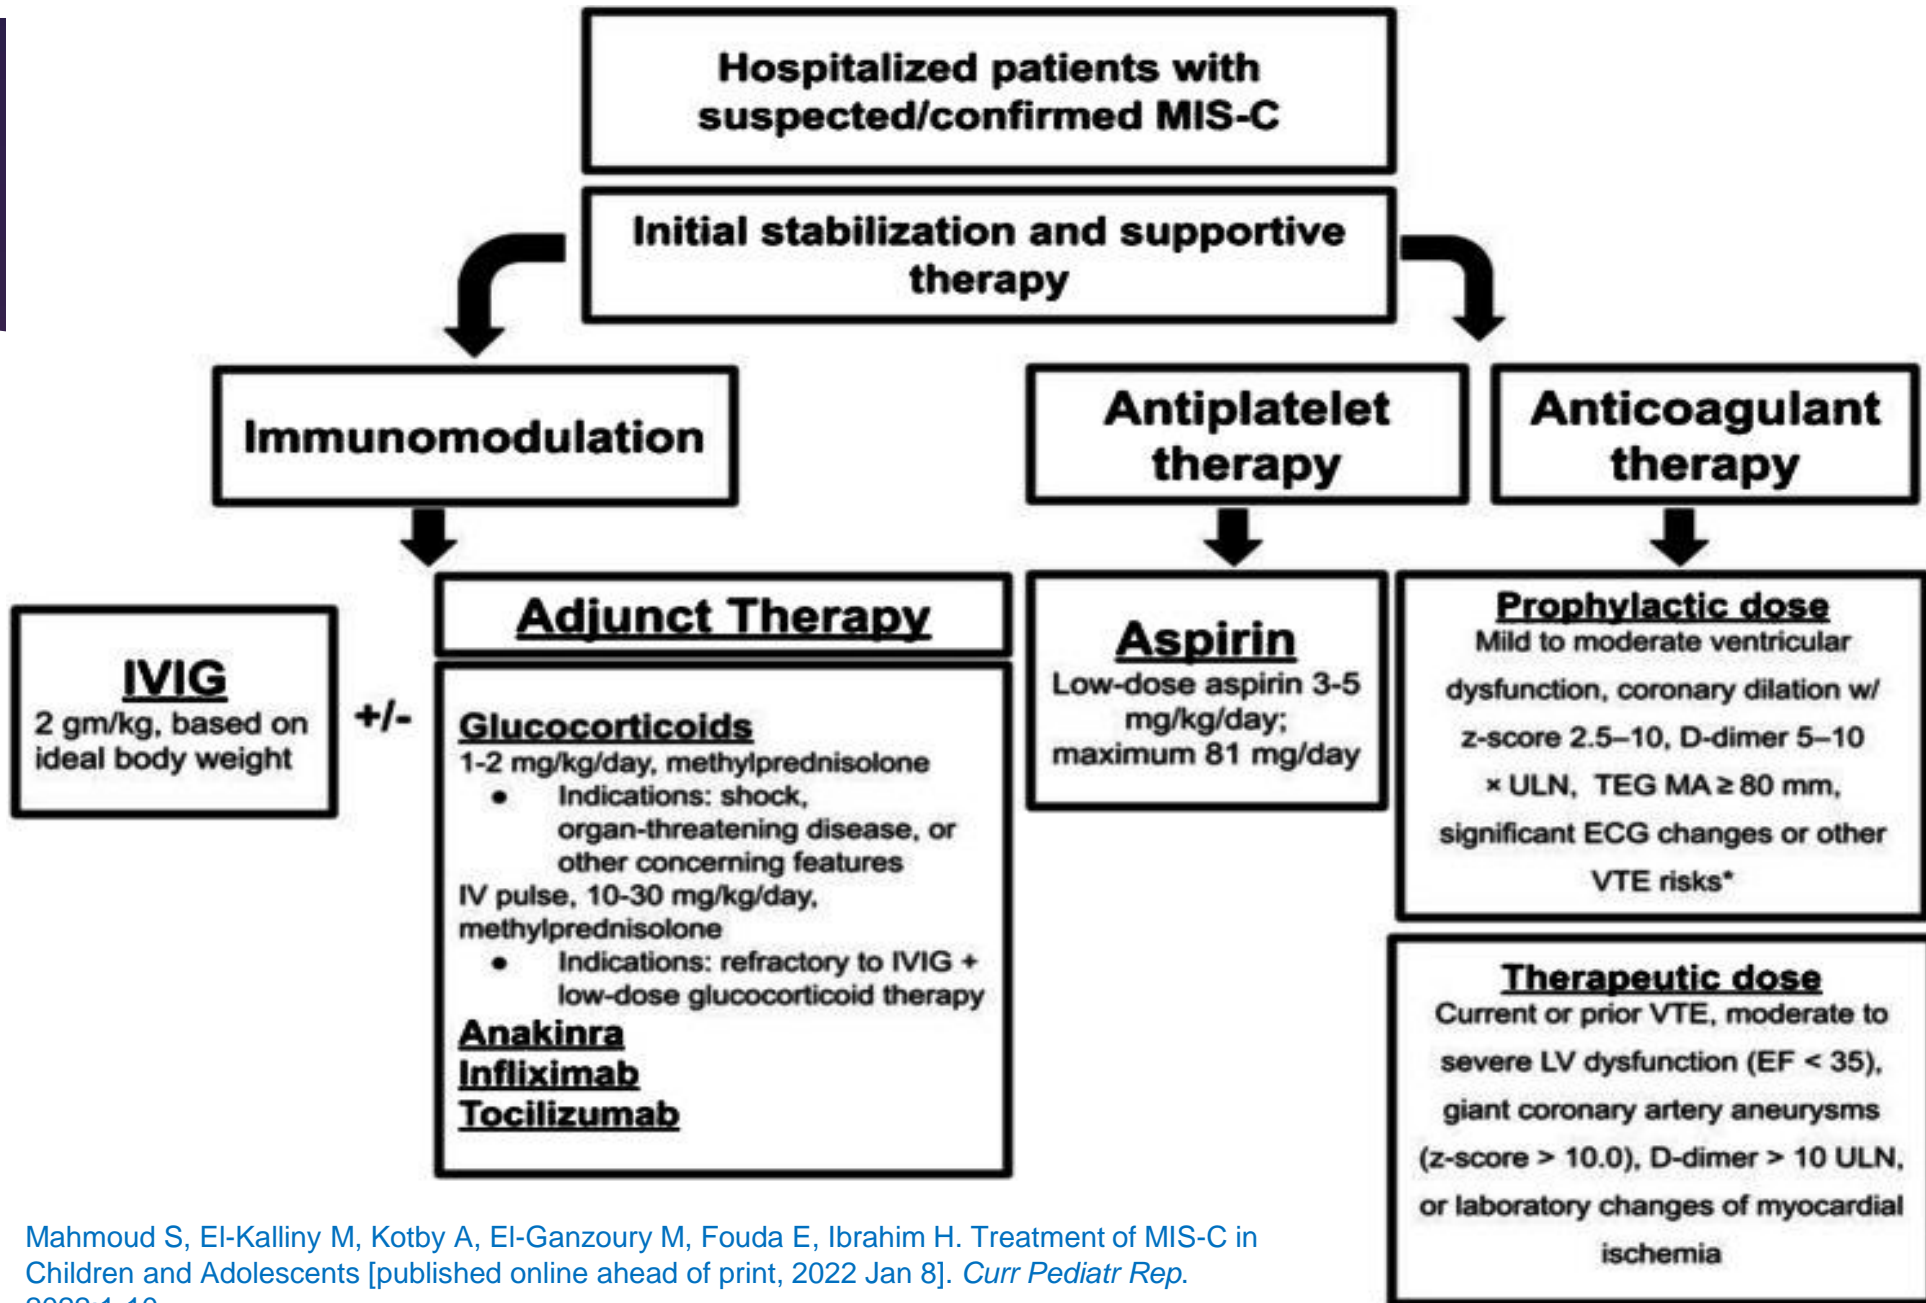 Hospitalized patients with
suspected/confirmed MIS-C
Initial stabilization and supportive
therapy
Immunomodulation
Antiplatelet
therapy
Anticoagulant
therapy
IVIG
2 gm/kg, based on
ideal body weight
+/-
Adjunct Therapy
Glucocorticoids
1-2 mg/kg/day, methylprednisolone
● Indications: shock,
organ-threatening disease, or
other concerning features
IV pulse, 10-30 mg/kg/day,
methylprednisolone
● Indications: refractory to IVIG +
low-dose glucocorticoid therapy
Anakinra
Infliximab
Tocilizumab
Aspirin
Low-dose aspirin 3-5
mg/kg/day;
maximum 81 mg/day
Prophylactic dose
Mild to moderate ventricular
dysfunction, coronary dilation w/
z-score 2.5–10, D-dimer 5–10
× ULN, TEG MA ≥ 80 mm,
significant ECG changes or other
VTE risks*
Therapeutic dose
Current or prior VTE, moderate to
severe LV dysfunction (EF < 35),
giant coronary artery aneurysms
(z-score > 10.0), D-dimer > 10 ULN,
or laboratory changes of myocardial
ischemia
Mahmoud S, El-Kalliny M, Kotby A, El-Ganzoury M, Fouda E, Ibrahim H. Treatment of MIS-C in
Children and Adolescents [published online ahead of print, 2022 Jan 8]. Curr Pediatr Rep.